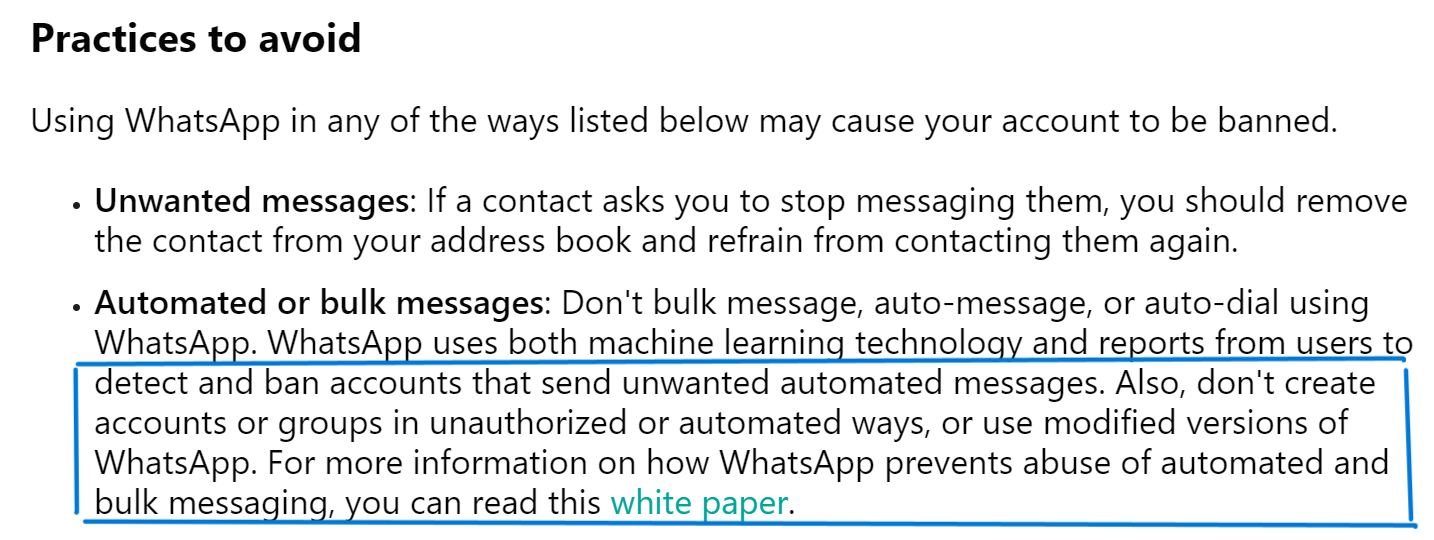 Practices to avoid
Using WhatsApp in any of the ways listed below may cause your account to be banned.
• Unwanted messages: If a contact asks you to stop messaging them, you should remove
the contact from your address book and refrain from contacting them again.
• Automated or bulk messages: Don't bulk message, auto-message, or auto-dial using
WhatsApp. WhatsApp uses both machine learning technology and reports from users to
detect and ban accounts that send unwanted automated messages. Also, don't create
accounts or groups in unauthorized or automated ways, or use modified versions of
WhatsApp. For more information on how WhatsApp prevents abuse of automated and
bulk messaging, you can read this white paper.